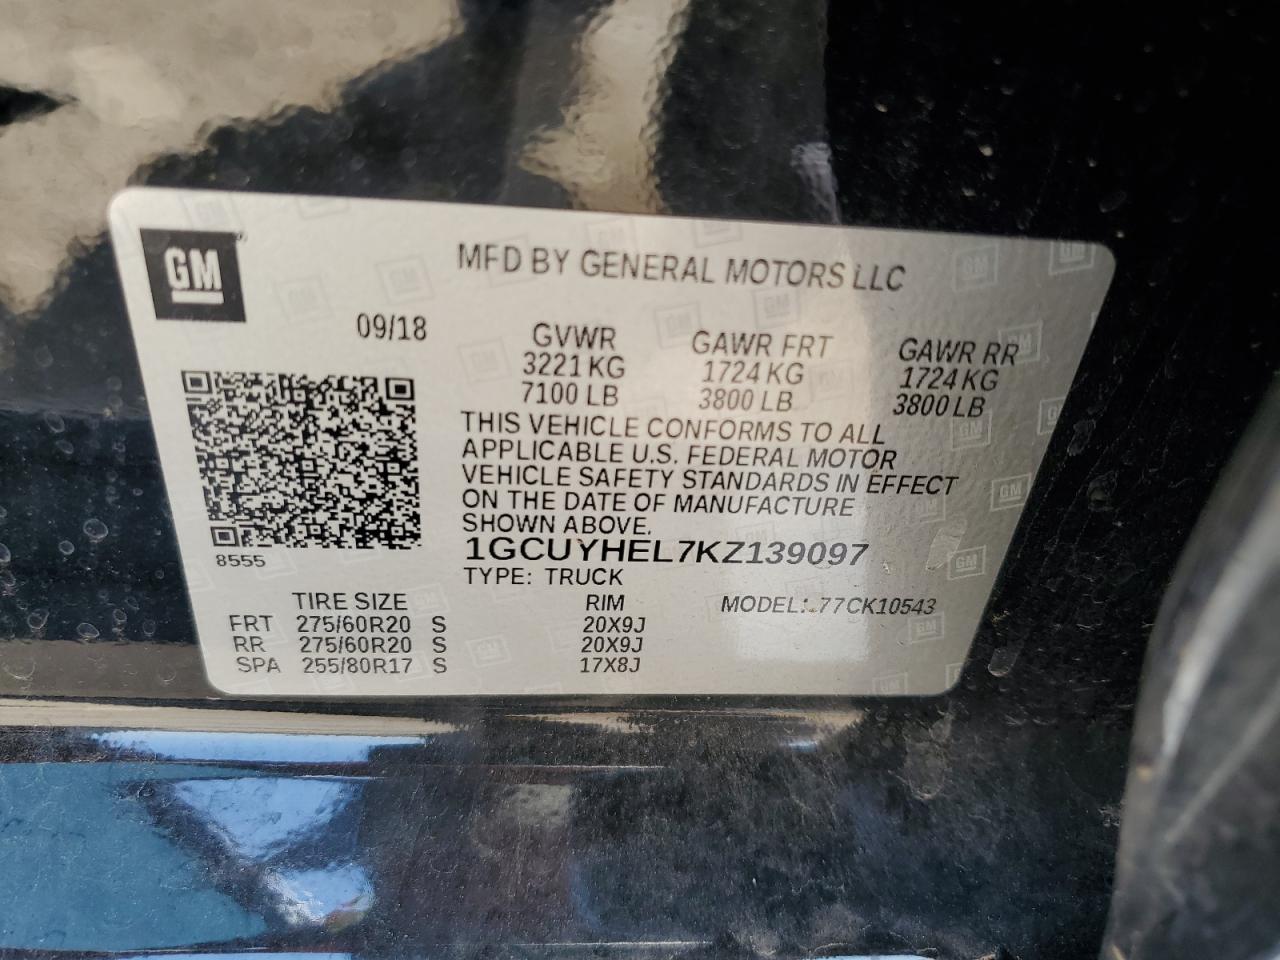 GM
MFD BY GENERAL MOTORS LLC
09/18
GVWR GAWR FRT GAWR RR
3221 KG 1724 KG 1724 KG
7100 LB 3800 LB 3800 LB
THIS VEHICLE CONFORMS TO ALL
APPLICABLE U.S. FEDERAL MOTOR
VEHICLE SAFETY STANDARDS IN EFFECT
ON THE DATE OF MANUFACTURE
SHOWN ABOVE.
8555
1GCUYHEL7KZ139097
TYPE: TRUCK
TIRE SIZE RIM MODEL: 77CK10543
FRT 275/60R20 S 20X9J
RR 275/60R20 S 20X9J
SPA 255/80R17 S 17X8J